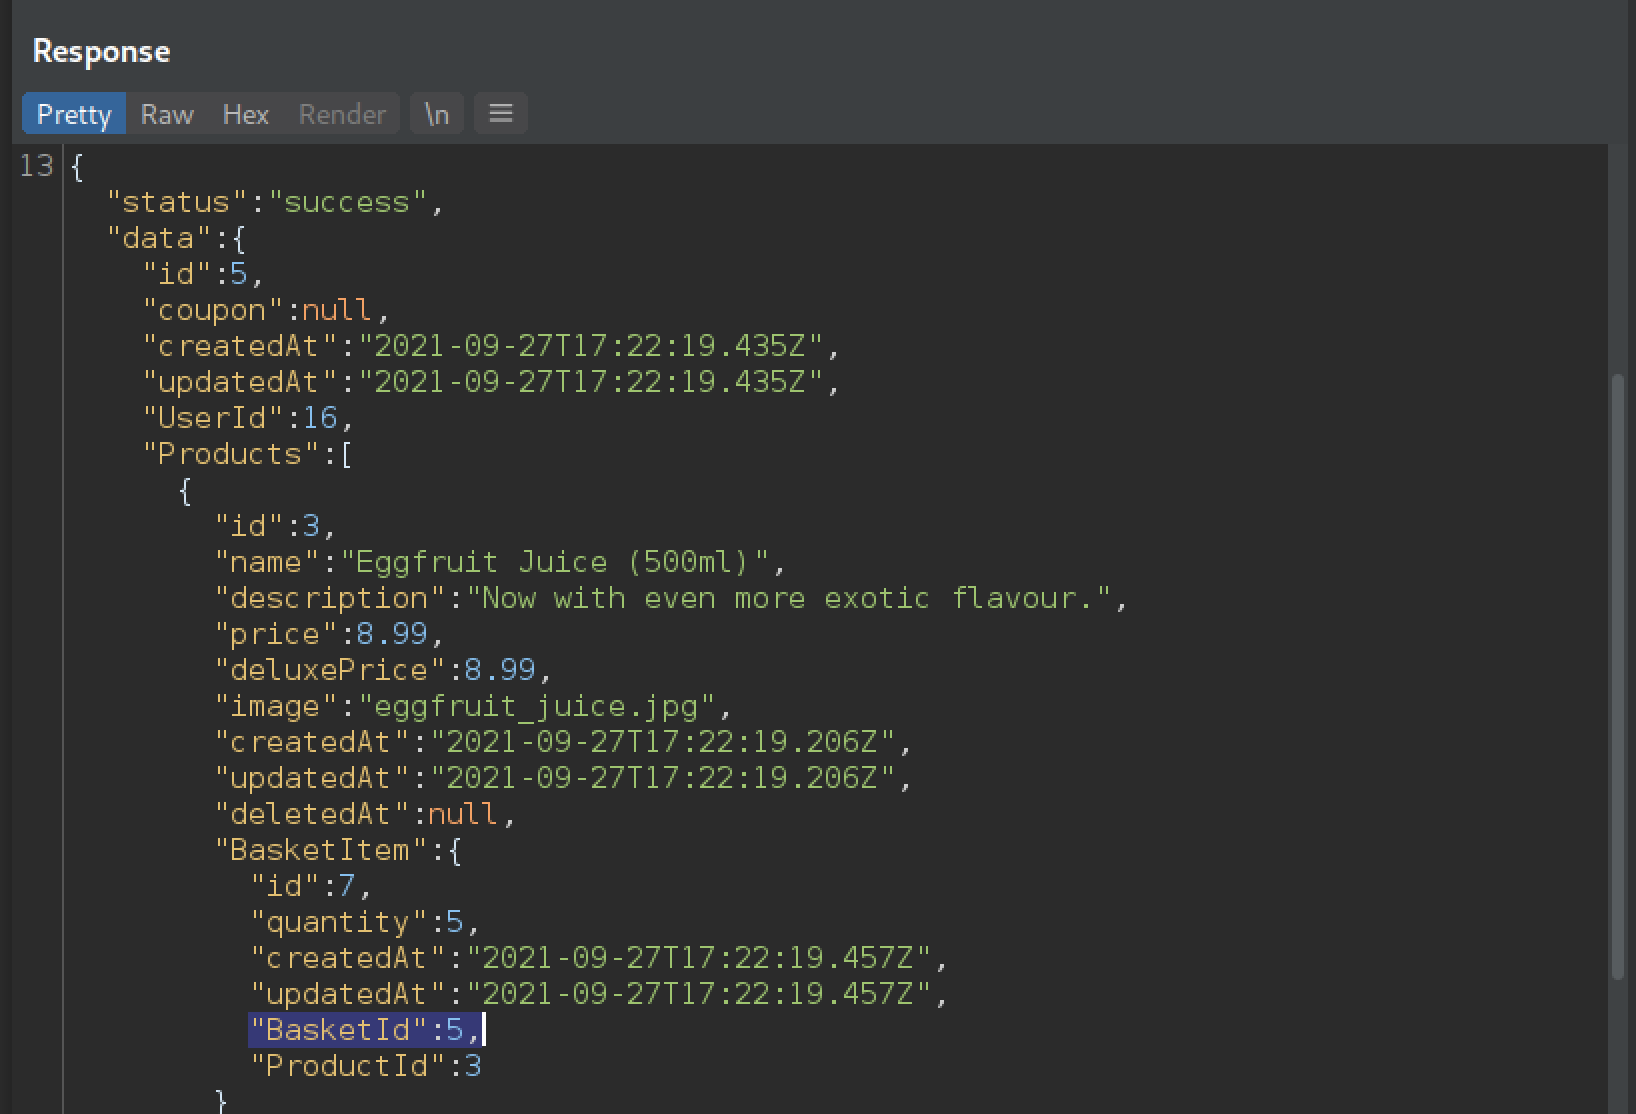 Response
Pretty Raw Hex Render \n
13 {
"status":"success",
"data":{
"id":5,
"coupon":null,
"createdAt":"2021-09-27T17:22:19.435Z",
"updatedAt":"2021-09-27T17:22:19.435Z",
"UserId":16,
"Products":[
{
"id":3,
"name":"Eggfruit Juice (500ml)",
"description":"Now with even more exotic flavour.",
"price":8.99,
"deluxePrice":8.99,
"image":"eggfruit_juice.jpg",
"createdAt":"2021-09-27T17:22:19.206Z",
"updatedAt":"2021-09-27T17:22:19.206Z",
"deletedAt":null,
"BasketItem":{
"id":7,
"quantity":5,
"createdAt":"2021-09-27T17:22:19.457Z",
"updatedAt":"2021-09-27T17:22:19.457Z",
"BasketId":5,
"ProductId":3
}